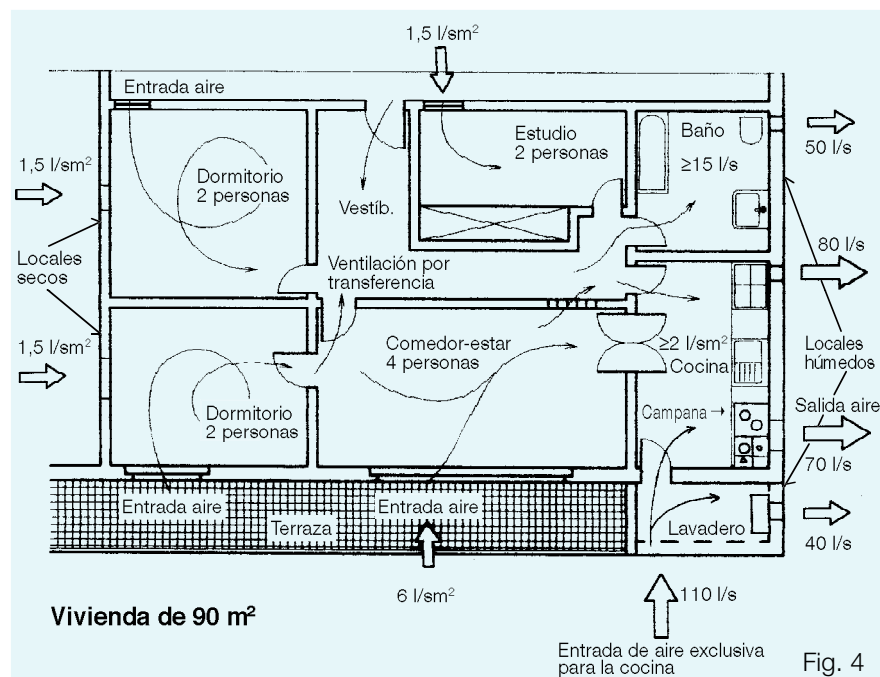 1,5 l/sm²
Entrada aire
Estudio
2 personas
Baño
≥15 l/s
50 l/s
1,5 l/sm²
Dormitorio
2 personas
Vestíb.
80 l/s
Locales
secos
Ventilación por
transferencia
1,5 l/sm²
Comedor-estar
4 personas
≥2 l/sm²
Cocina
Locales
húmedos
Dormitorio
2 personas
Campana
Salida aire
70 l/s
Entrada aire
Terraza
Entrada aire
Lavadero
40 l/s
6 l/sm²
110 l/s
Vivienda de 90 m²
Entrada de aire exclusiva
para la cocina
Fig. 4